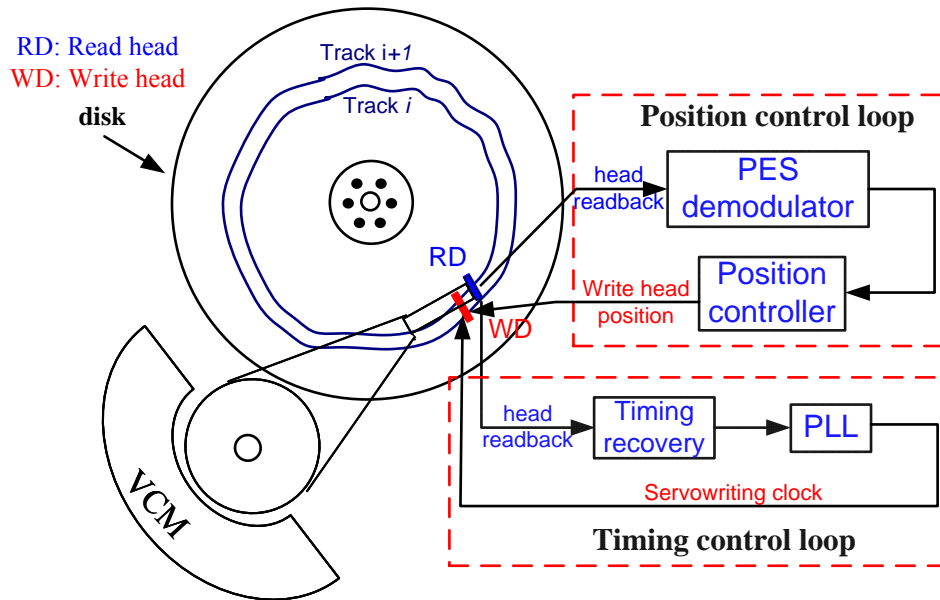 RD: Read head
WD: Write head
disk
Track i+1
Track i
RD
WD
VCM
Position control loop
head
readback
PES
demodulator
Position
controller
Write head
position
head
readback
Timing
recovery
PLL
Servowriting clock
Timing control loop